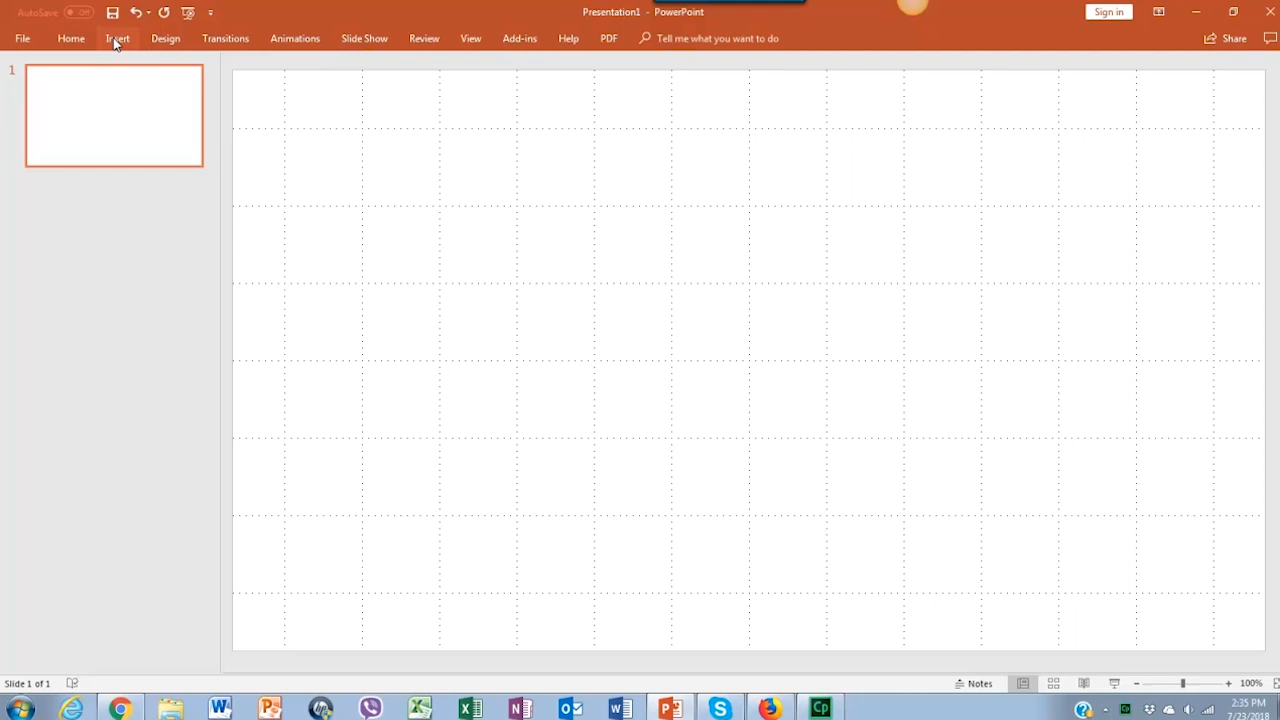 AutoSave Off
Presentation1 - PowerPoint
Sign in
File Home Insert Design Transitions Animations Slide Show Review View Add-ins Help PDF Tell me what you want to do Share
1
Slide 1 of 1
Notes
100%
2:35 PM
7/23/2018